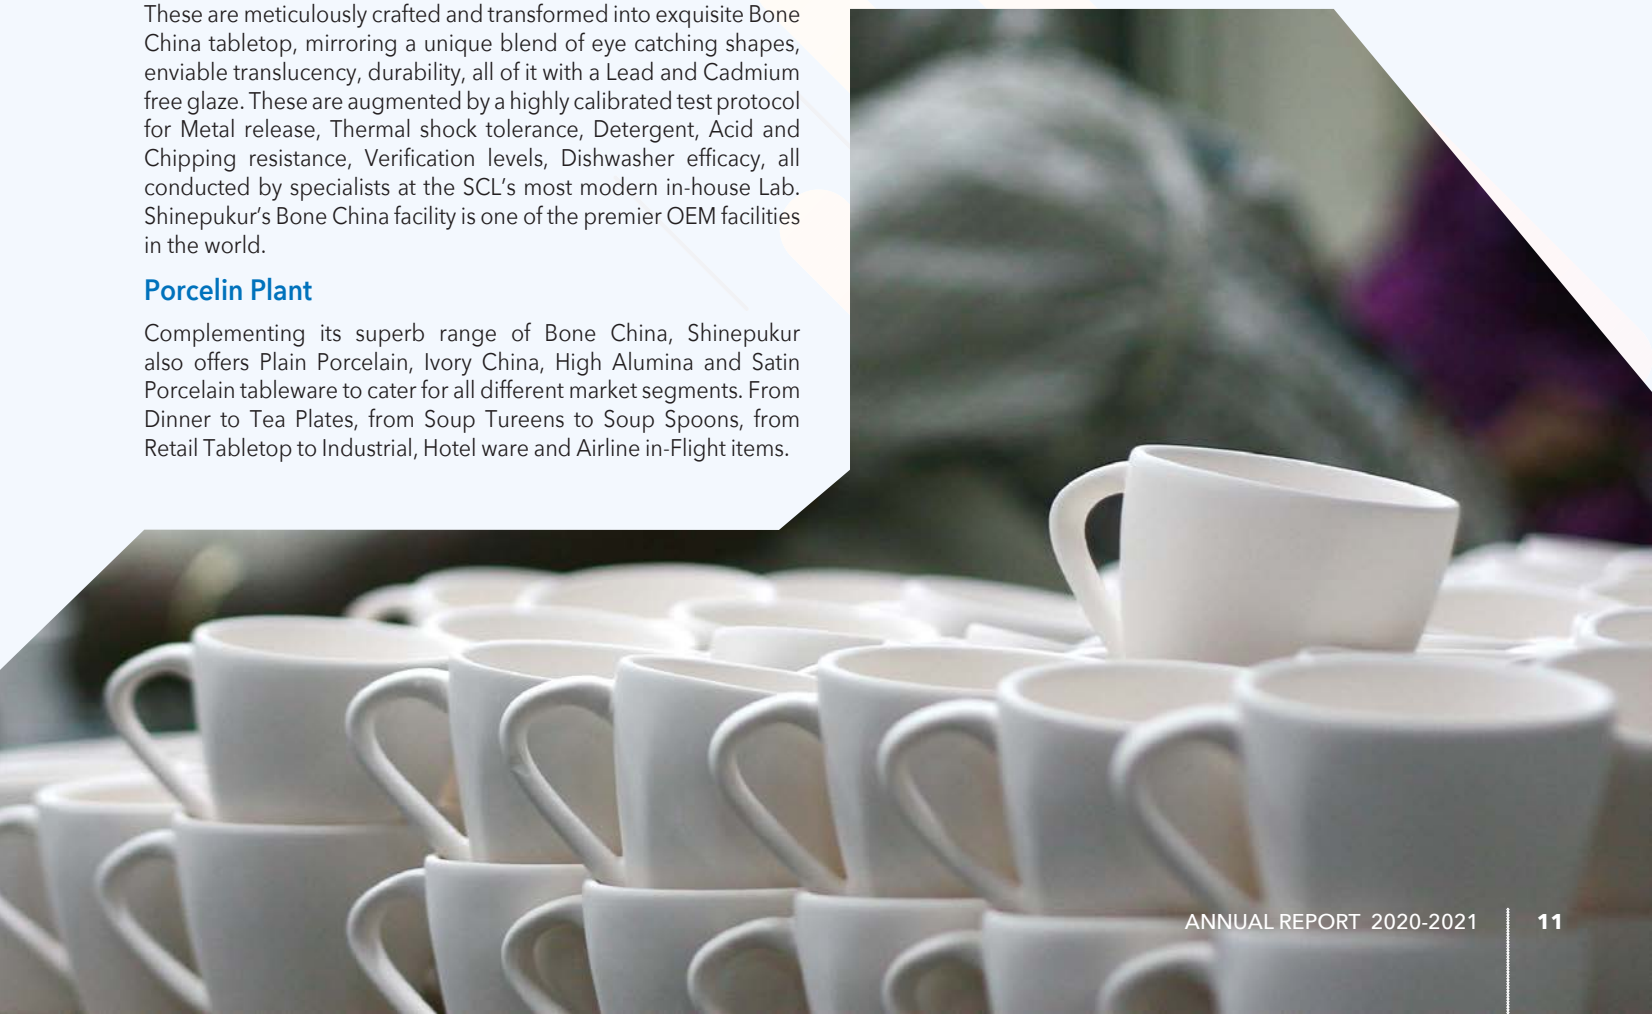 These are meticulously crafted and transformed into exquisite Bone
China tabletop, mirroring a unique blend of eye catching shapes,
enviable translucency, durability, all of it with a Lead and Cadmium
free glaze. These are augmented by a highly calibrated test protocol
for Metal release, Thermal shock tolerance, Detergent, Acid and
Chipping resistance, Verification levels, Dishwasher efficacy, all
conducted by specialists at the SCL’s most modern in-house Lab.
Shinepukur’s Bone China facility is one of the premier OEM facilities
in the world.
Porcelin Plant
Complementing its superb range of Bone China, Shinepukur
also offers Plain Porcelain, Ivory China, High Alumina and Satin
Porcelain tableware to cater for all different market segments. From
Dinner to Tea Plates, from Soup Tureens to Soup Spoons, from
Retail Tabletop to Industrial, Hotel ware and Airline in-Flight items.
ANNUAL REPORT 2020-2021 11